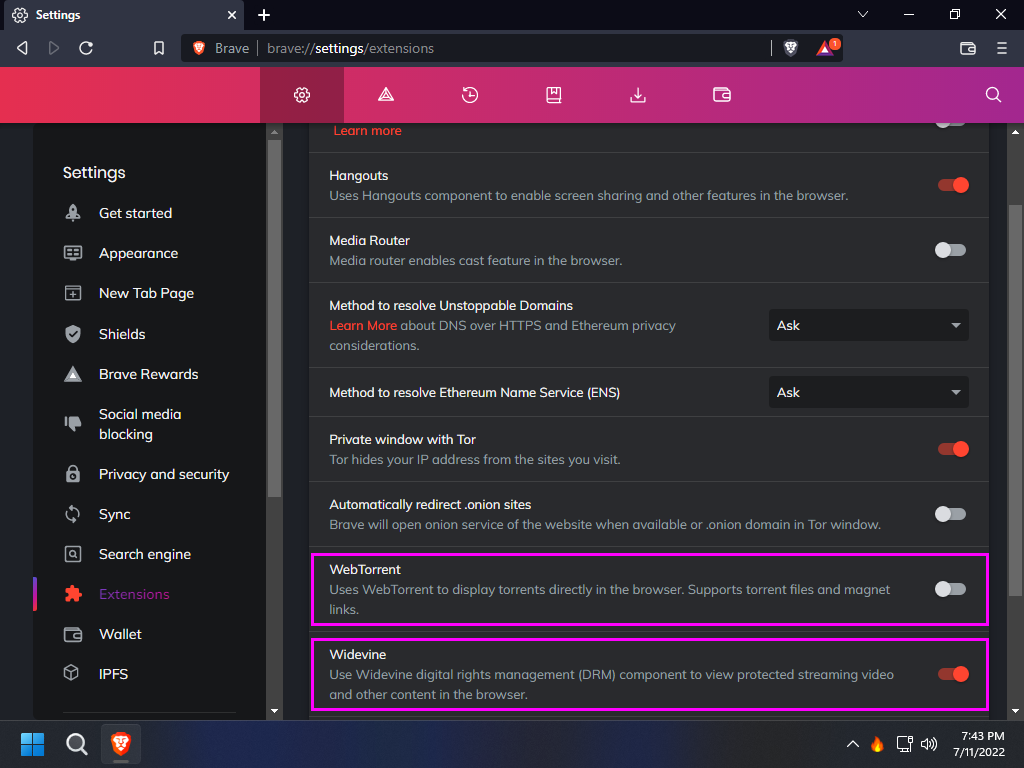 Settings
Brave
brave://settings/extensions
1
Learn more
Settings
Get started
Appearance
New Tab Page
Shields
Brave Rewards
Social media
blocking
Privacy and security
Sync
Search engine
Extensions
Wallet
IPFS
Hangouts
Uses Hangouts component to enable screen sharing and other features in the browser.
Media Router
Media router enables cast feature in the browser.
Method to resolve Unstoppable Domains
Learn More about DNS over HTTPS and Ethereum privacy
considerations.
Ask
Method to resolve Ethereum Name Service (ENS)
Ask
Private window with Tor
Tor hides your IP address from the sites you visit.
Automatically redirect .onion sites
Brave will open onion service of the website when available or .onion domain in Tor window.
WebTorrent
Uses WebTorrent to display torrents directly in the browser. Supports torrent files and magnet
links.
Widevine
Use Widevine digital rights management (DRM) component to view protected streaming video
and other content in the browser.
7:43 PM
7/11/2022